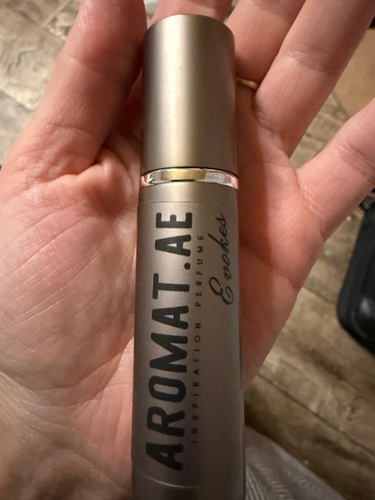 AROMAT.AE
INSPIRATION PERFUME
Evokes